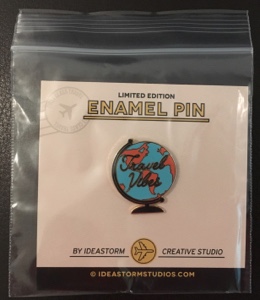 LIMITED EDITION
ENAMEL PIN
Travel
Vibes
BY IDEASTORM CREATIVE STUDIO
© IDEASTORMSTUDIOS.COM